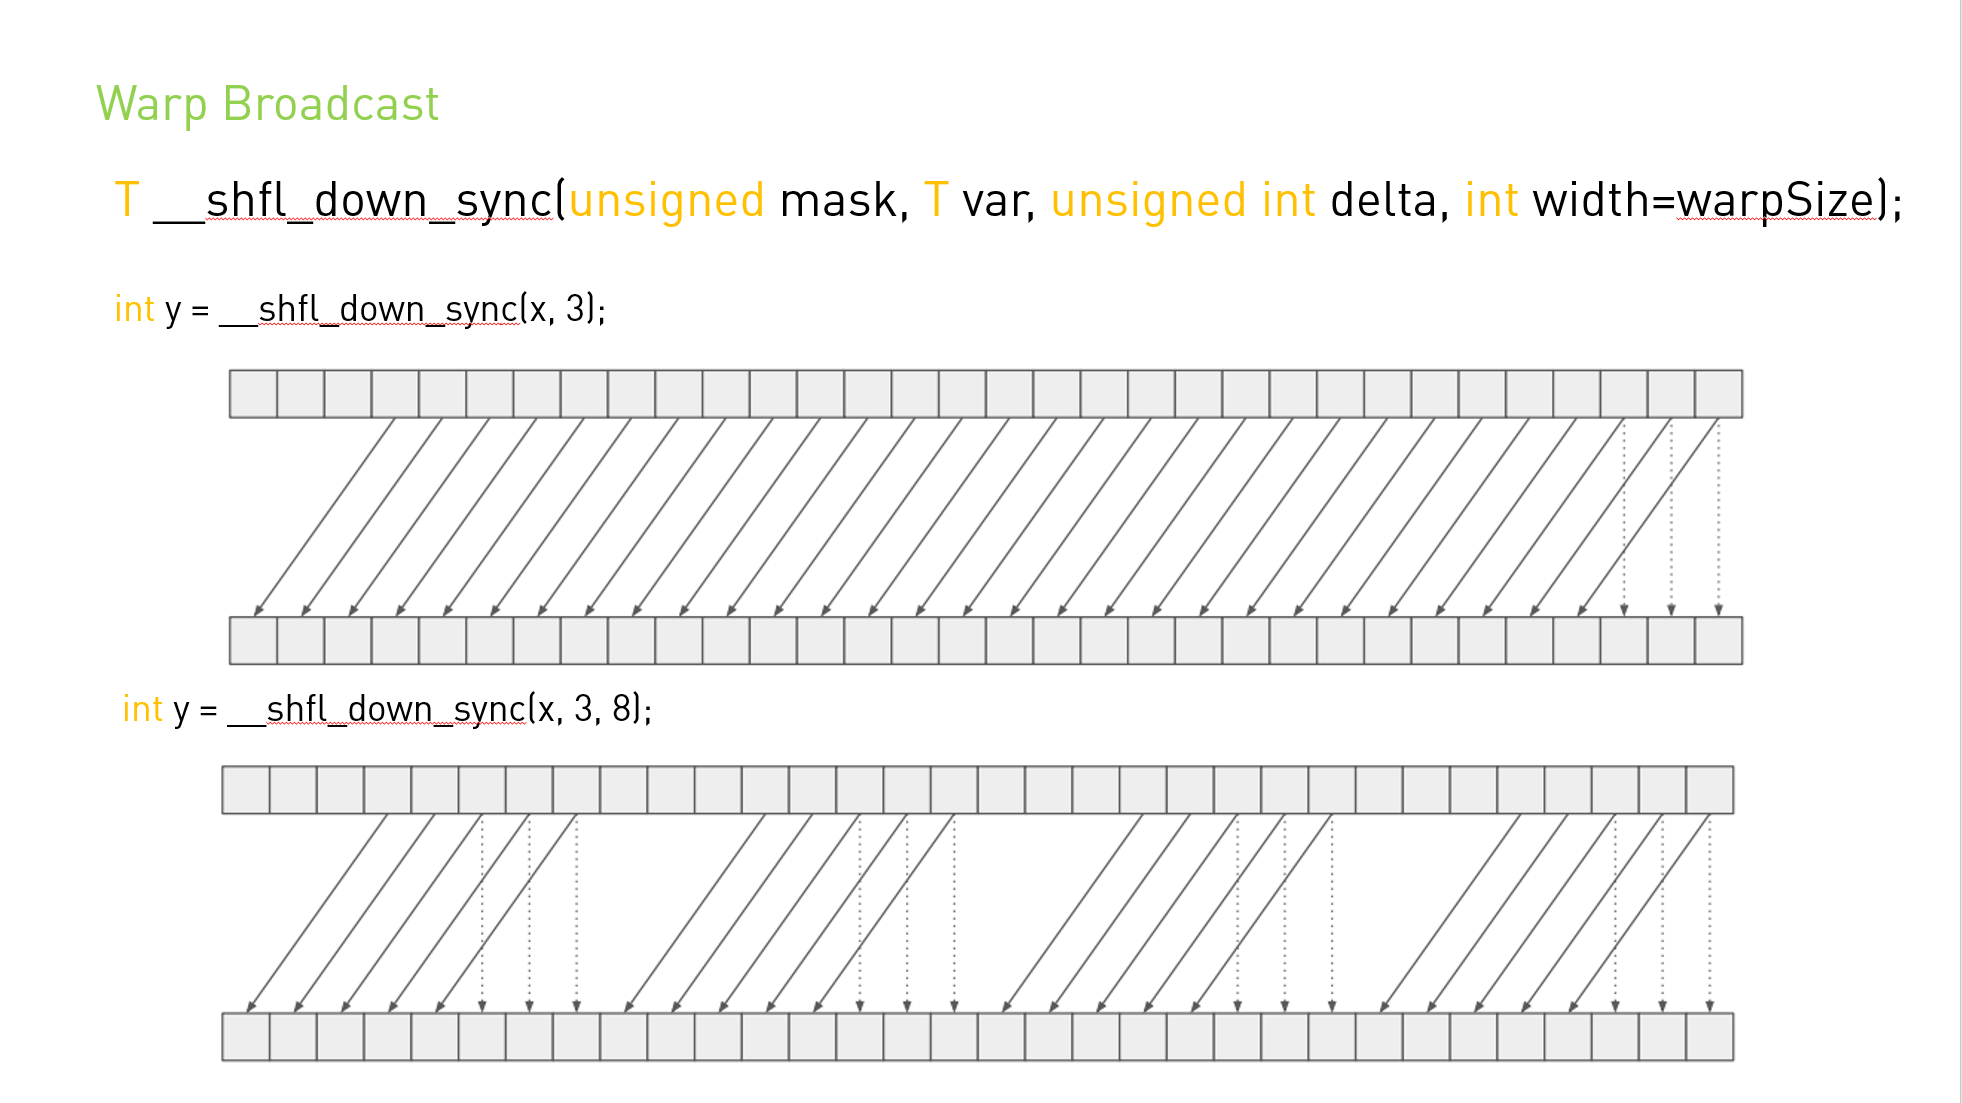 Warp Broadcast
T __shfl_down_sync(unsigned mask, T var, unsigned int delta, int width=warpSize);
int y = __shfl_down_sync(x, 3);
int y = __shfl_down_sync(x, 3, 8);